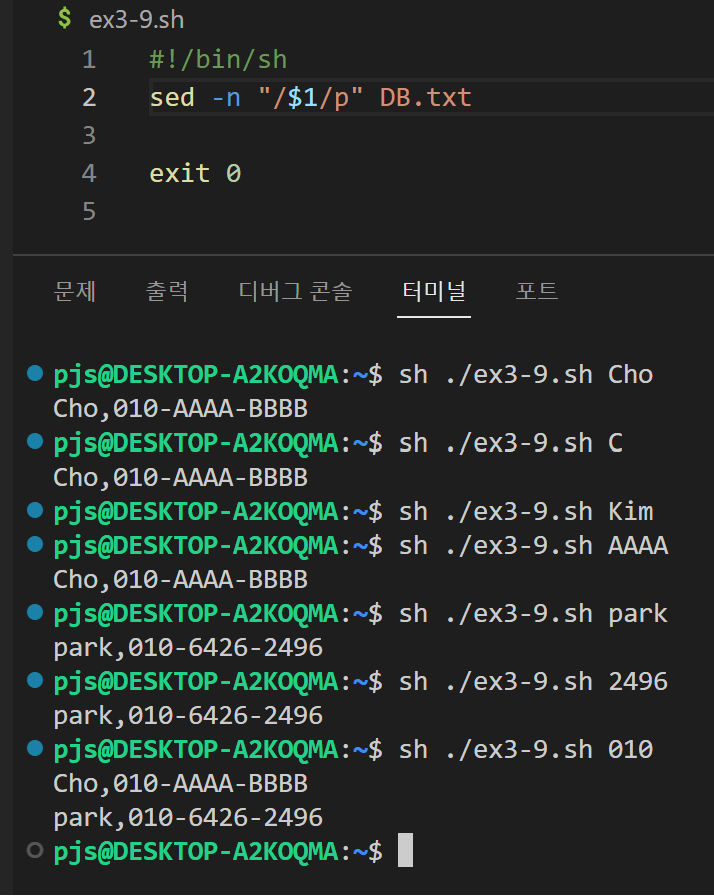 $ ex3-9.sh
1 #!/bin/sh
2 sed -n "/$1/p" DB.txt
3
4 exit 0
5
문제 출력 디버그 콘솔 터미널 포트
pjs@DESKTOP-A2KOQMA:~$ sh ./ex3-9.sh Cho
Cho,010-AAAA-BBBB
pjs@DESKTOP-A2KOQMA:~$ sh ./ex3-9.sh C
Cho,010-AAAA-BBBB
pjs@DESKTOP-A2KOQMA:~$ sh ./ex3-9.sh Kim
pjs@DESKTOP-A2KOQMA:~$ sh ./ex3-9.sh AAAA
Cho,010-AAAA-BBBB
pjs@DESKTOP-A2KOQMA:~$ sh ./ex3-9.sh park
park,010-6426-2496
pjs@DESKTOP-A2KOQMA:~$ sh ./ex3-9.sh 2496
park,010-6426-2496
pjs@DESKTOP-A2KOQMA:~$ sh ./ex3-9.sh 010
Cho,010-AAAA-BBBB
park,010-6426-2496
pjs@DESKTOP-A2KOQMA:~$